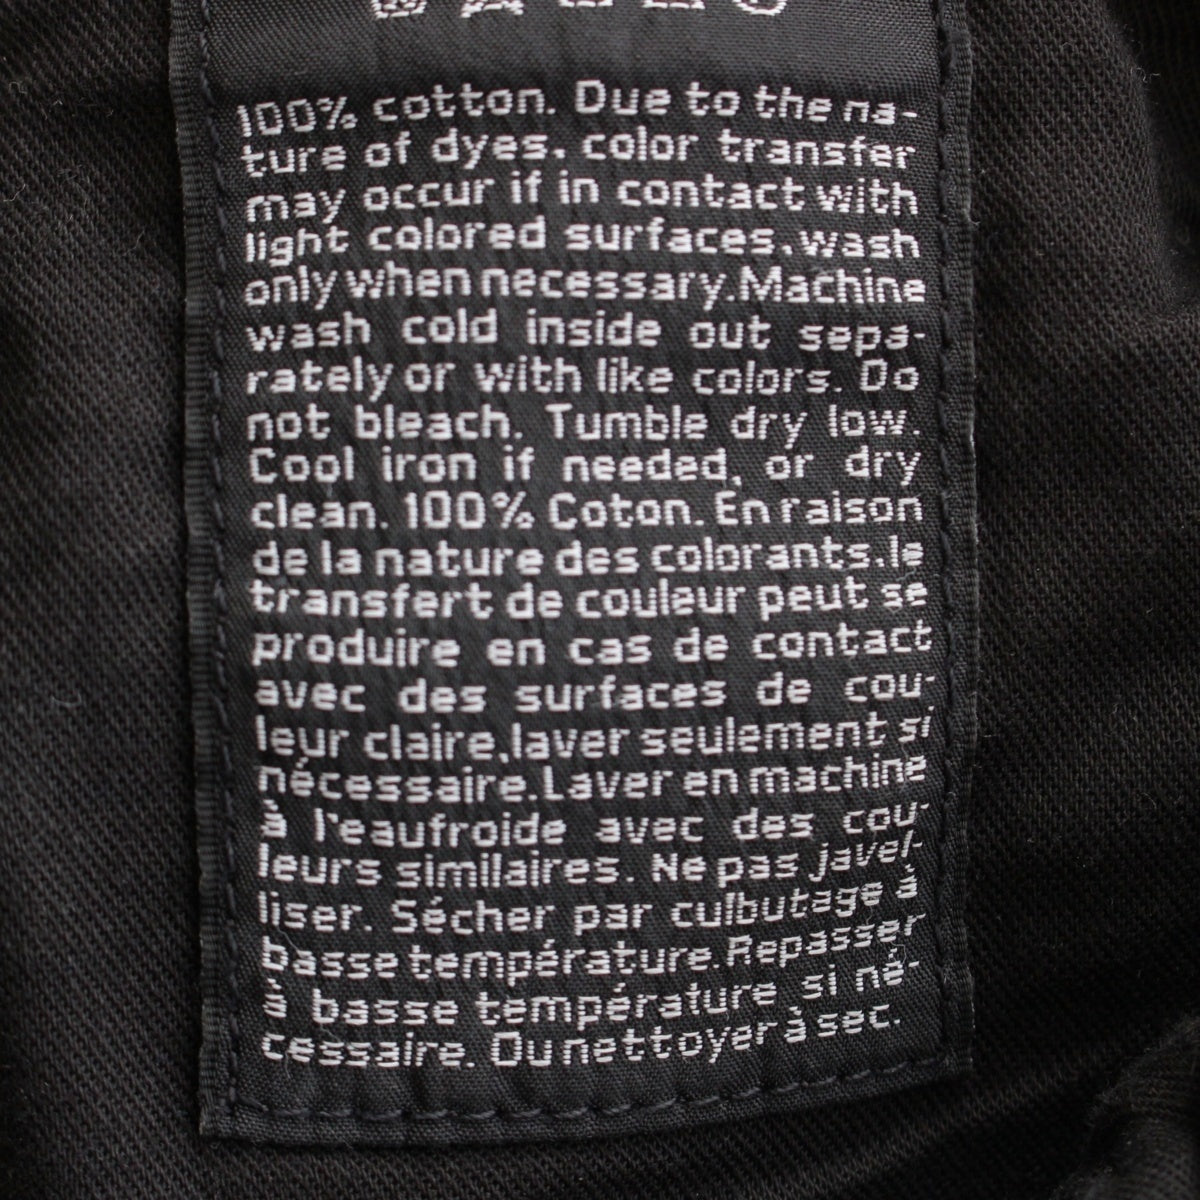 100% cotton. Due to the na-
ture of dyes. color transfer
may occur if in contact with
light colored surfaces.wash
only when necessary.Machine
wash cold inside out sepa-
rately or with like colors. Do
not bleach. Tumble dry low.
Cool iron if needed, or dry
clean. 100% Coton. En raison
de la nature des colorants.le
transfert de couleur peut se
produire en cas de contact
avec des surfaces de cou-
leur claire.laver seulement si
nécessaire.Laver en machine
à l'eaufroide avec des cou-
leurs similaires. Ne pas javel-
liser. Sécher par culbutage à
basse température.Repasser
à basse température si né-
cessaire. Ou nettoyer à sec.